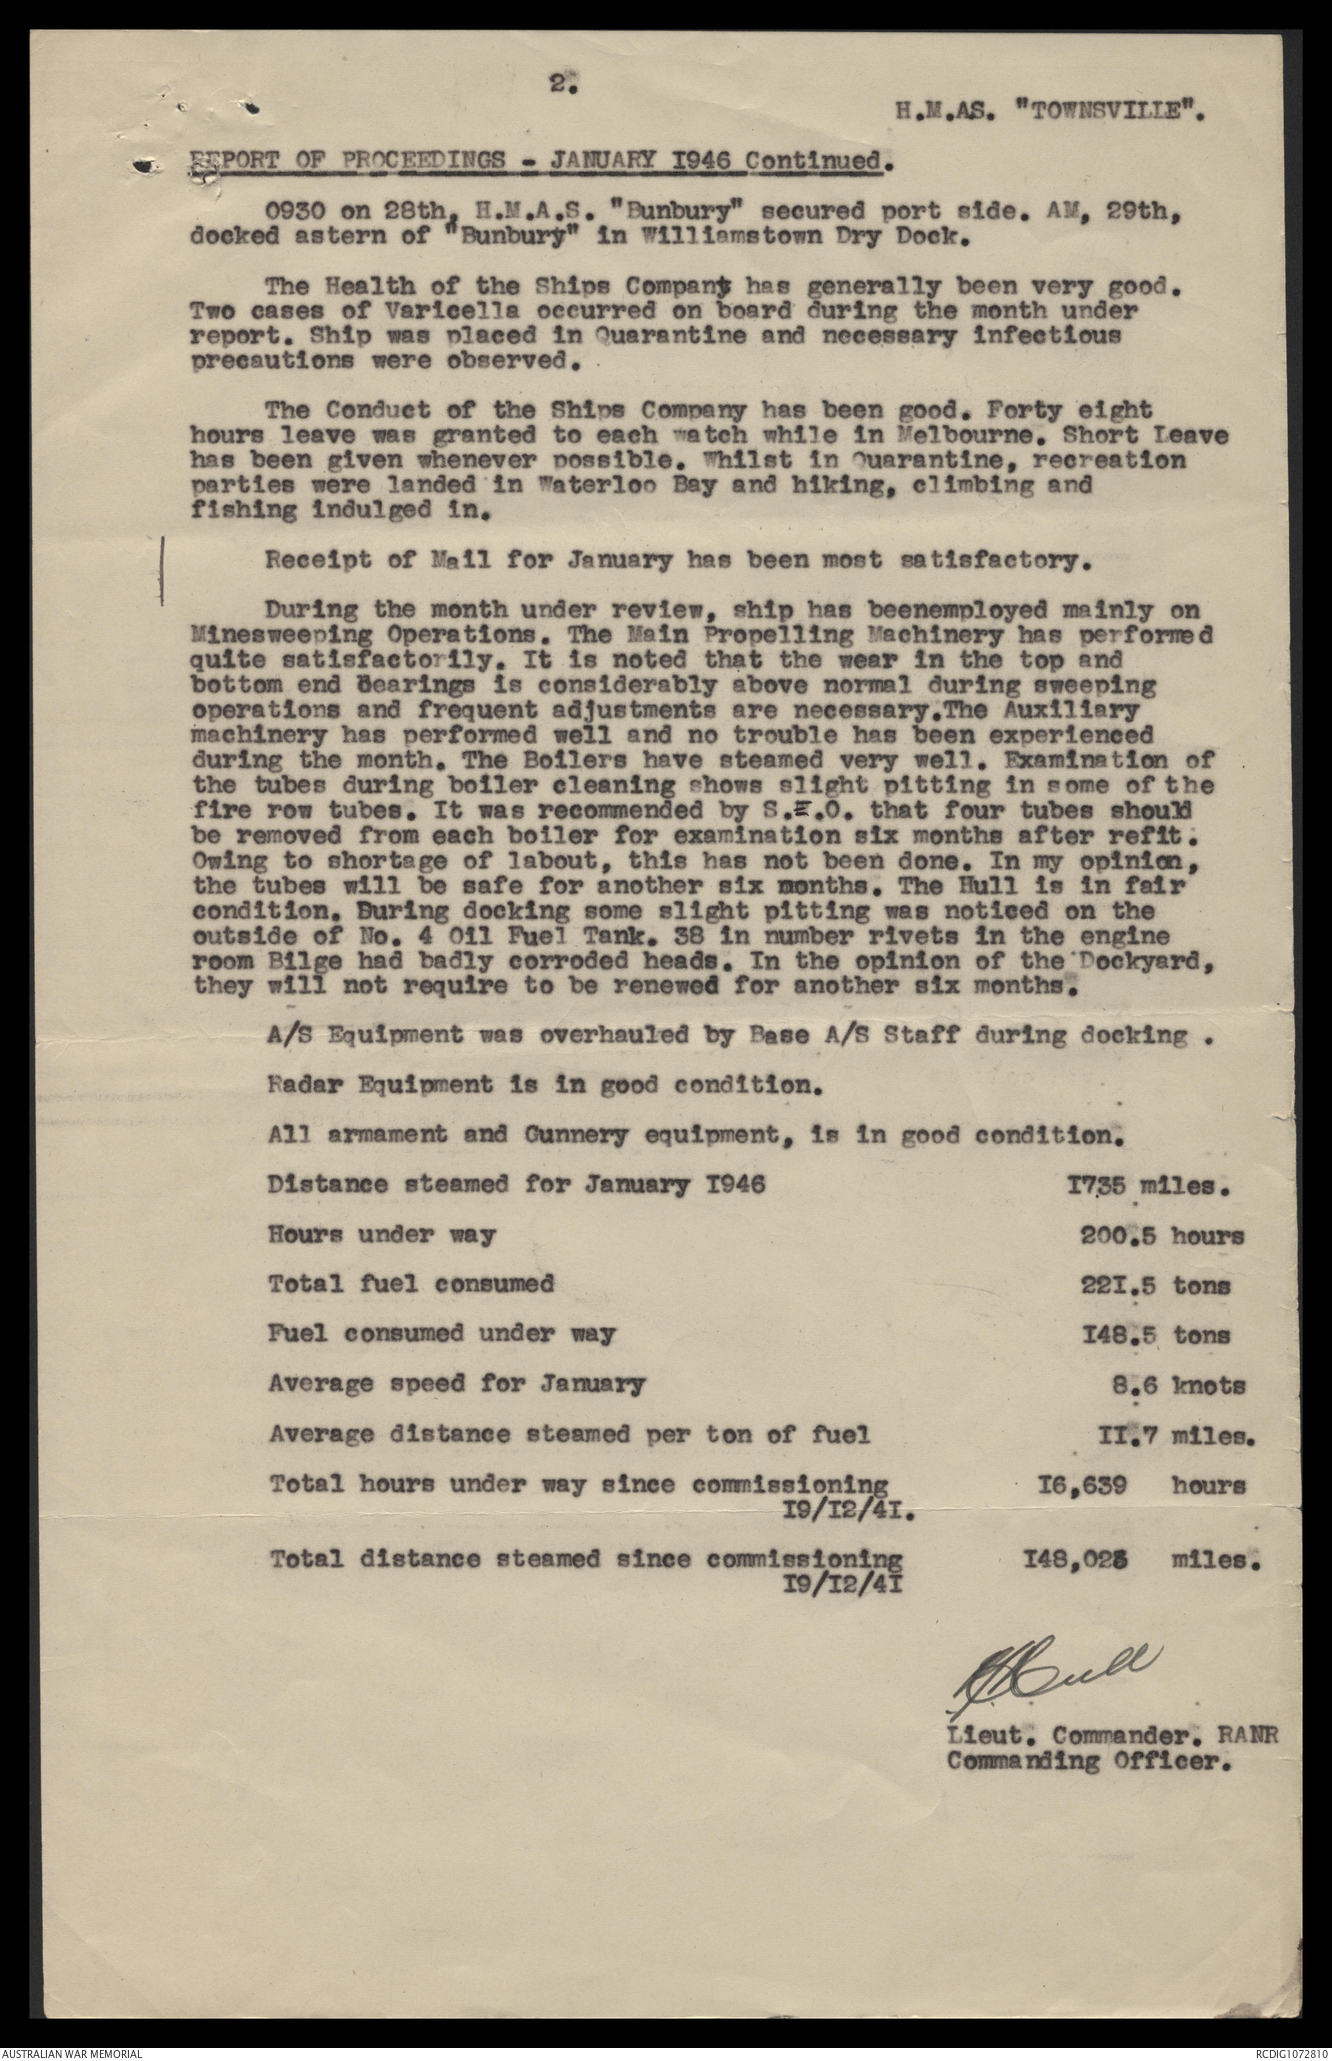 2.
H.M.AS. "TOWNSVILLE".
REPORT OF PROCEEDINGS - JANUARY I946 Continued.
0930 on 28th, H.M.A.S. "Bunbury" secured port side. AM, 29th,
docked astern of "Bunbury" in Williamstown Dry Dock.
The Health of the Ships Company has generally been very good.
Two cases of Varicella occurred on board during the month under
report. Ship was placed in Quarantine and necessary infectious
precautions were observed.
The Conduct of the Ships Company has been good. Forty eight
hours leave was granted to each watch while in Melbourne. Short Leave
has been given whenever possible. Whilst in Quarantine, recreation
parties were landed in Waterloo Bay and hiking, climbing and
fishing indulged in.
Receipt of Mail for January has been most satisfactory.
During the month under review, ship has beenemployed mainly on
Minesweeping Operations. The Main Propelling Machinery has performed
quite satisfactorily. It is noted that the wear in the top and
bottom end Bearings is considerably above normal during sweeping
operations and frequent adjustments are necessary.The Auxiliary
machinery has performed well and no trouble has been experienced
during the month. The Boilers have steamed very well. Examination of
the tubes during boiler cleaning shows slight pitting in some of the
fire row tubes. It was recommended by S.E.O. that four tubes should
be removed from each boiler for examination six months after refit.
Owing to shortage of labout, this has not been done. In my opinion,
the tubes will be safe for another six months. The Hull is in fair
condition. During docking some slight pitting was noticed on the
outside of No. 4 Oil Fuel Tank. 38 in number rivets in the engine
room Bilge had badly corroded heads. In the opinion of the Dockyard,
they will not require to be renewed for another six months.
A/S Equipment was overhauled by Base A/S Staff during docking .
Radar Equipment is in good condition.
All armament and Gunnery equipment, is in good condition.
Distance steamed for January I946 I735 miles.
Hours under way 200.5 hours
Total fuel consumed 22I.5 tons
Fuel consumed under way I48.5 tons
Average speed for January 8.6 knots
Average distance steamed per ton of fuel II.7 miles.
Total hours under way since commissioning I6,639 hours
I9/I2/4I.
Total distance steamed since commissioning I48,023 miles.
I9/I2/4I
Lieut. Commander. RANR
Commanding Officer.
AUSTRALIAN WAR MEMORIAL
RCDIG1072810